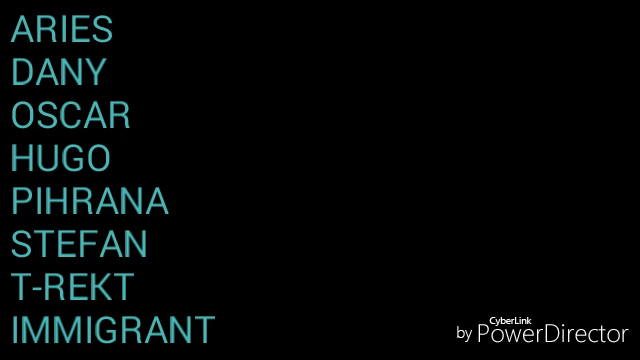 ARIES
DANY
OSCAR
HUGO
PIHRANA
STEFAN
T-REKT
IMMIGRANT
CyberLink
by PowerDirector